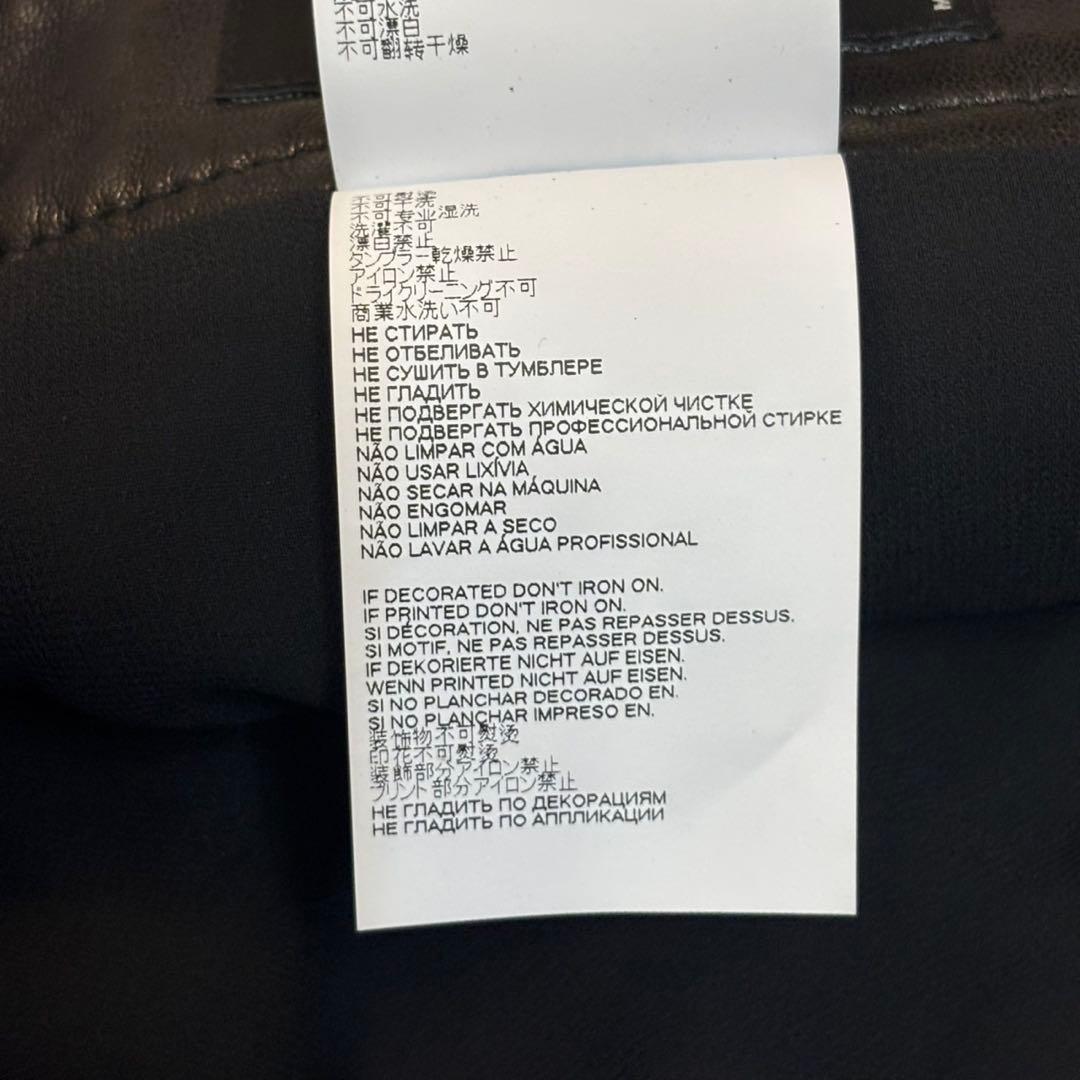 不可水洗
不可漂白
不可翻转干燥
不可专业湿洗
洗濯不可
漂白禁止
タンブラー乾燥禁止
アイロン禁止
ドライクリーニング不可
商業水洗い不可
НЕ СТИРАТЬ
НЕ ОТБЕЛИВАТЬ
НЕ СУШИТЬ В ТУМБЛЕРЕ
НЕ ГЛАДИТЬ
НЕ ПОДВЕРГАТЬ ХИМИЧЕСКОЙ ЧИСТКЕ
НЕ ПОДВЕРГАТЬ ПРОФЕССИОНАЛЬНОЙ СТИРКЕ
NÃO LIMPAR COM ÁGUA
NÃO USAR LIXÍVIA
NÃO SECAR NA MÁQUINA
NÃO ENGOMAR
NÃO LIMPAR A SECO
NÃO LAVAR A ÁGUA PROFISSIONAL
IF DECORATED DON'T IRON ON.
IF PRINTED DON'T IRON ON.
SI DÉCORATION, NE PAS REPASSER DESSUS.
SI MOTIF, NE PAS REPASSER DESSUS.
IF DEKORIERTE NICHT AUF EISEN.
WENN PRINTED NICHT AUF EISEN.
SI NO PLANCHAR DECORADO EN.
SI NO PLANCHAR IMPRESO EN.
装饰物不可熨烫
印花不可熨烫
装飾部分アイロン禁止
プリント部分アイロン禁止
НЕ ГЛАДИТЬ ПО ДЕКОРАЦИЯМ
НЕ ГЛАДИТЬ ПО АППЛИКАЦИИ